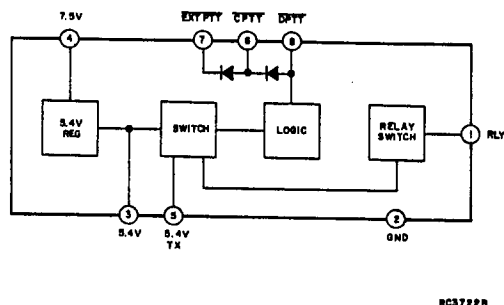 7.5V
EXT PTT
CPTT
DPTT
4
7
6
8
5.4V
REG
SWITCH
LOGIC
RELAY
SWITCH
1
RLY
3
5
2
5.4V
5.4V
TX
GND